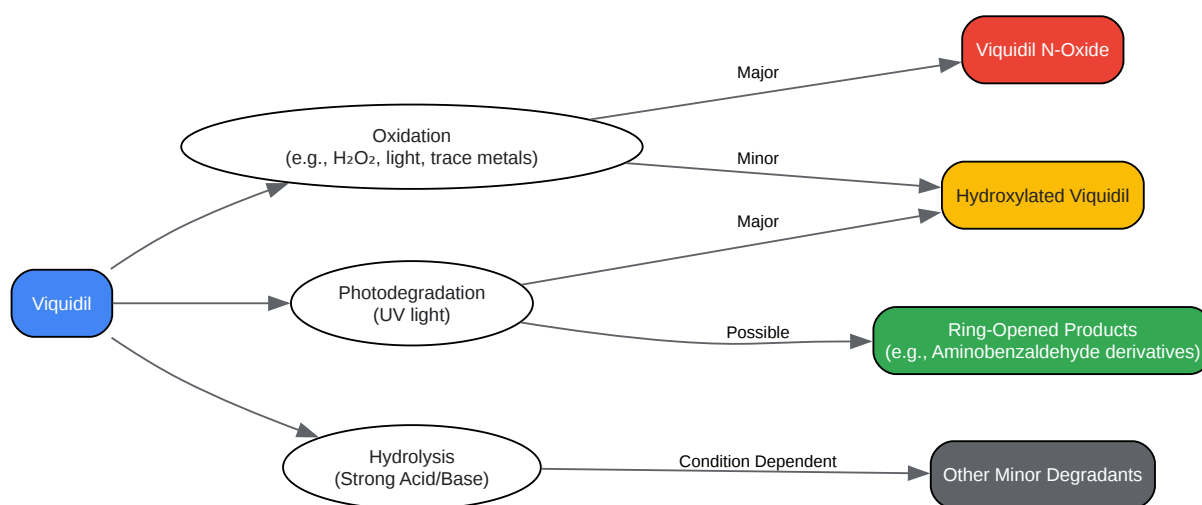 Viquidil N-Oxide
Major
Oxidation
(e.g., H₂O₂, light, trace metals)
Minor
Hydroxylated Viquidil
Major
Viquidil
Photodegradation
(UV light)
Possible
Ring-Opened Products
(e.g., Aminobenzaldehyde derivatives)
Hydrolysis
(Strong Acid/Base)
Condition Dependent
Other Minor Degradants